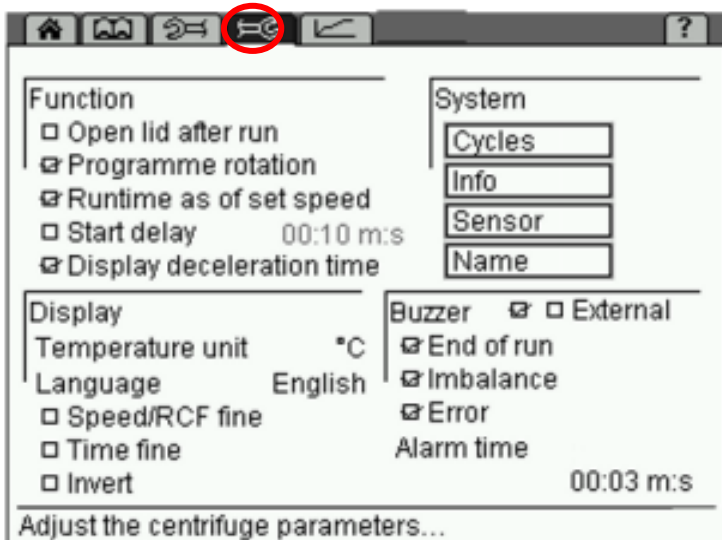 ?
Function
Open lid after run
Programme rotation
Runtime as of set speed
Start delay 00:10 m:s
Display deceleration time
System
Cycles
Info
Sensor
Name
Display
Temperature unit °C
Language English
Speed/RCF fine
Time fine
Invert
Buzzer External
End of run
Imbalance
Error
Alarm time
00:03 m:s
Adjust the centrifuge parameters...